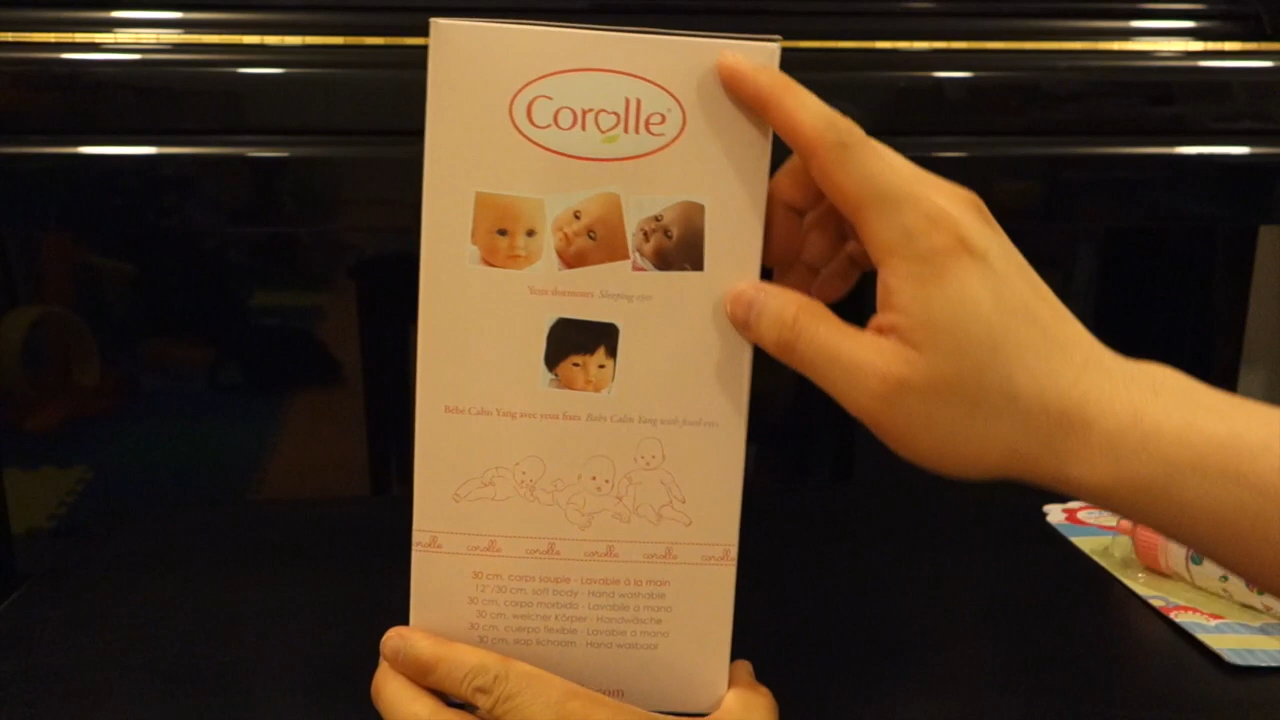 Corolle®
Yeux dormeurs Sleeping eyes
Bébé Calin Yang avec yeux fixes Bébé Calin Yang with fixed eyes
corolle corolle corolle corolle corolle corolle
30 cm, corps souple - Lavable à la main
12"/30 cm, soft body - Hand washable
30 cm, corpo morbido - Lavabile a mano
30 cm, weicher Körper - Handwäsche
30 cm, cuerpo flexible - Lavable a mano
30 cm, slap lichaam - Hand wasbaar
.com